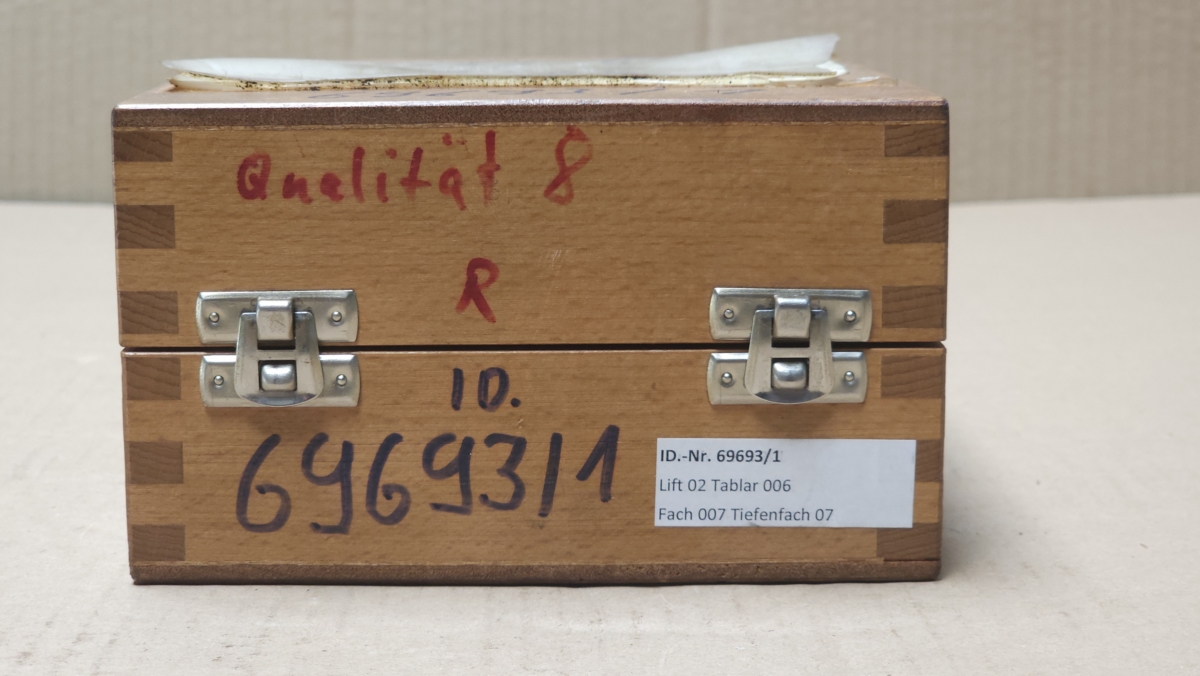 Qualität 8
R
ID.
69693/1
ID.-Nr. 69693/1
Lift 02 Tablar 006
Fach 007 Tiefenfach 07